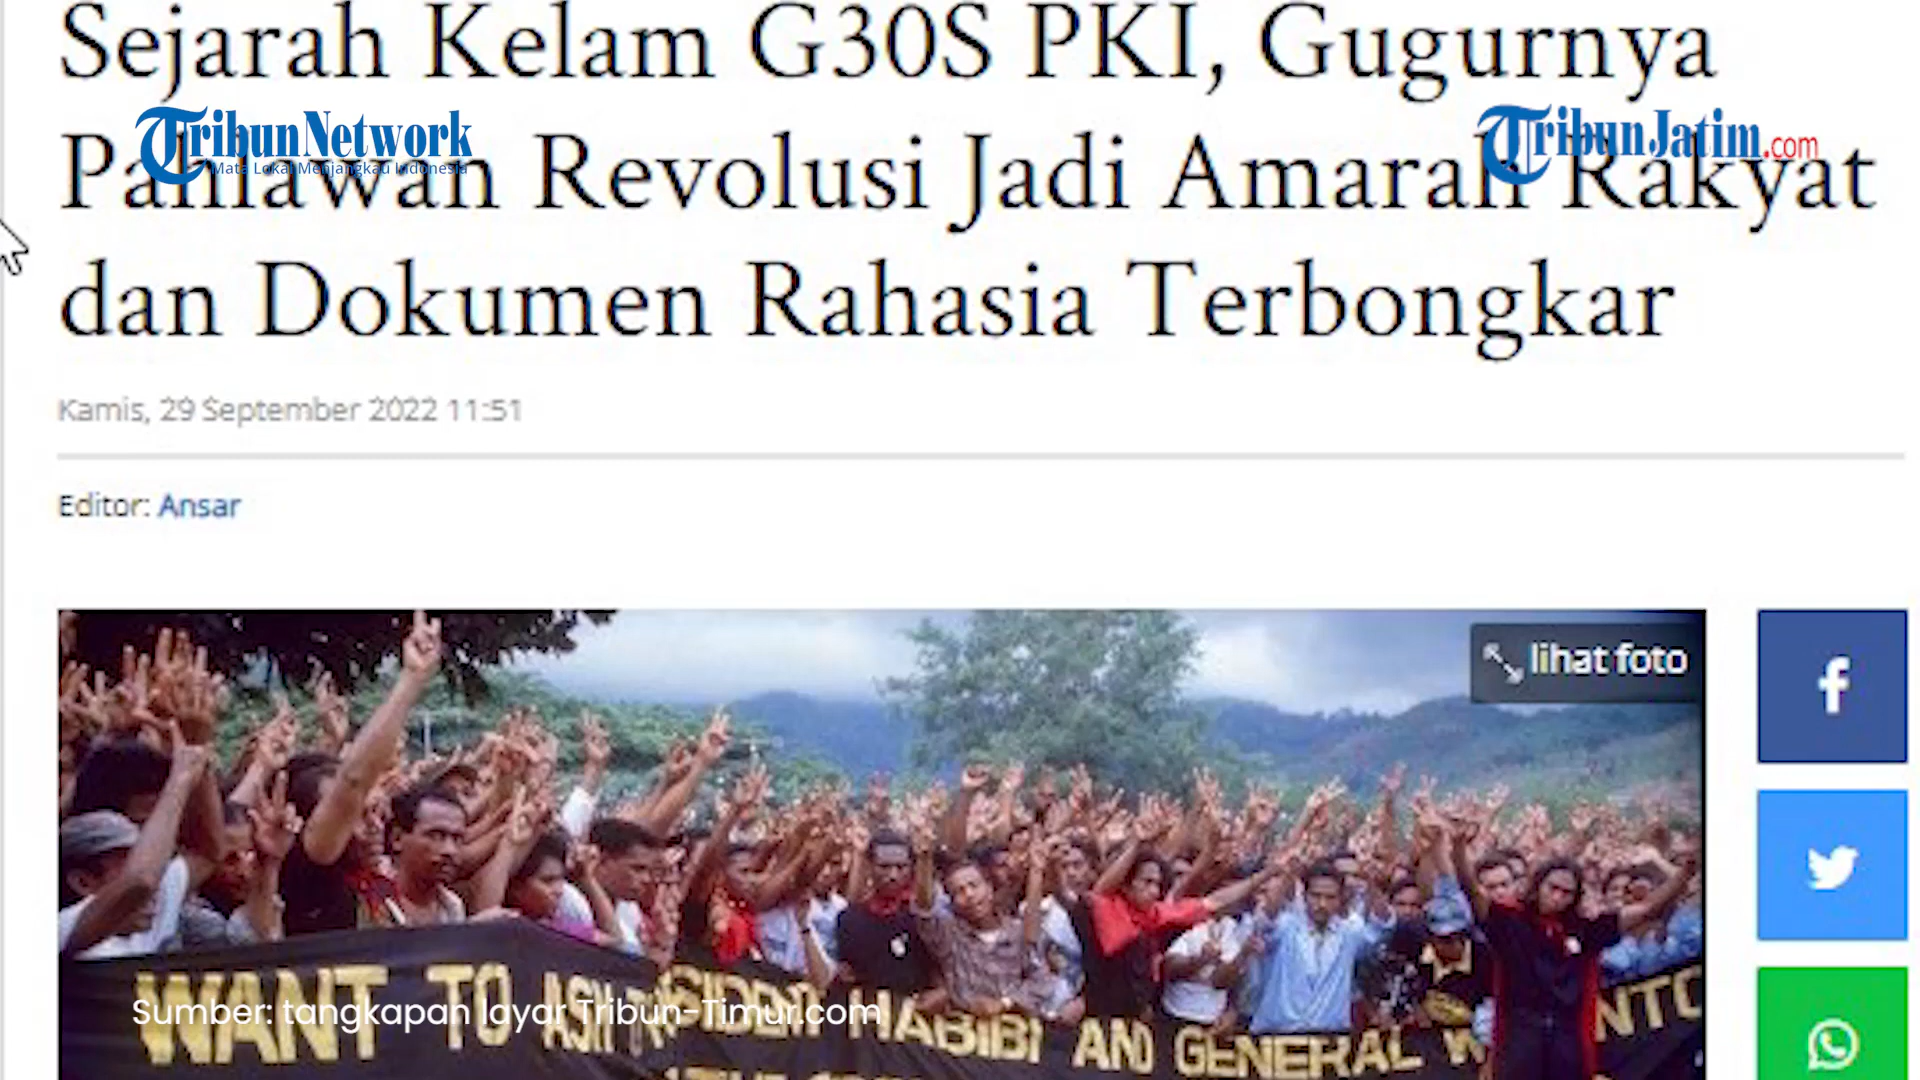 Sejarah Kelam G30S PKI, Gugurnya
TribunNetwork
Mata Lokal Menjangkau Indonesia
TribunJatim.com
Pahlawan Revolusi Jadi Amarah Rakyat
dan Dokumen Rahasia Terbongkar
Kamis, 29 September 2022 11:51
Editor: Ansar
lihat foto
f
WANT TO ASK HABIBI AND GENERAL
Sumber: tangkapan layar Tribun-Timur.com